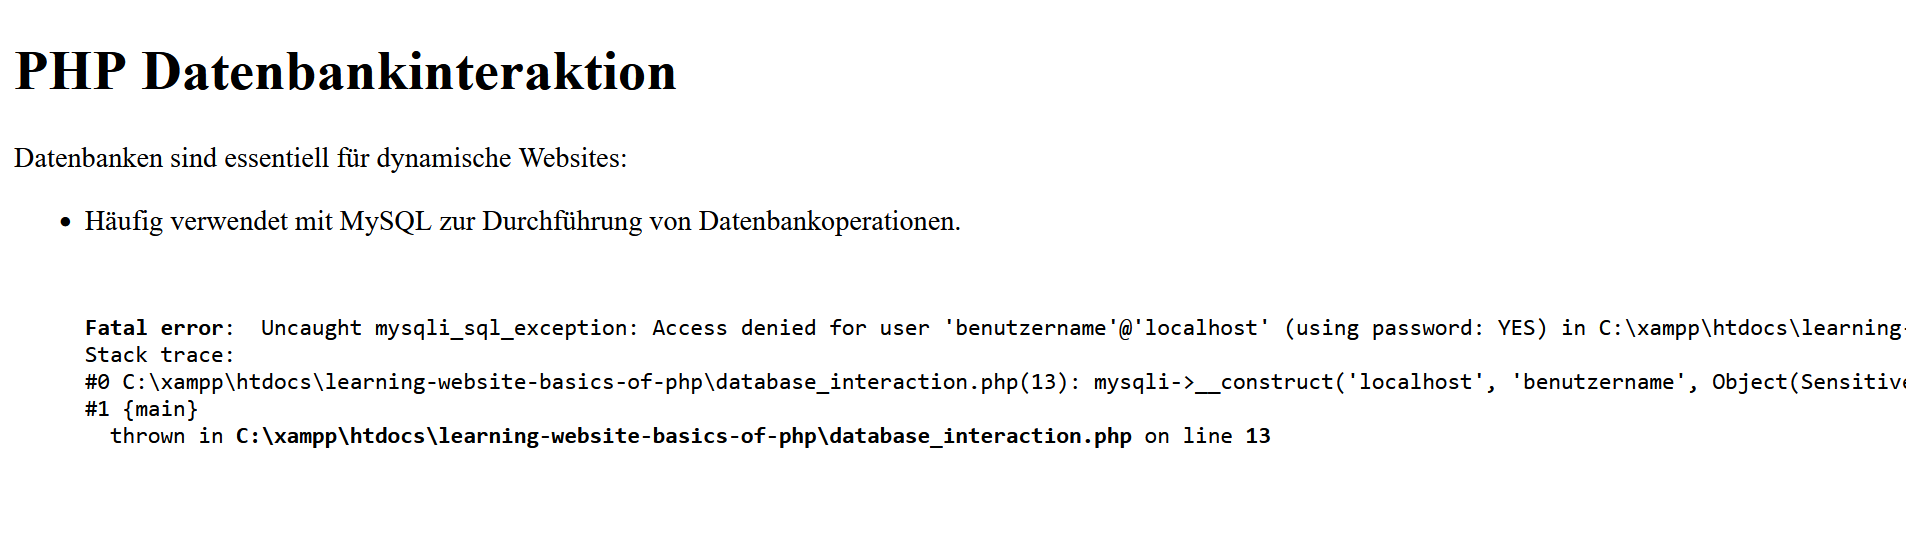 PHP Datenbankinteraktion
Datenbanken sind essentiell für dynamische Websites:
• Häufig verwendet mit MySQL zur Durchführung von Datenbankoperationen.
Fatal error:  Uncaught mysqli_sql_exception: Access denied for user 'benutzername'@'localhost' (using password: YES) in C:\xampp\htdocs\learning-
Stack trace:
#0 C:\xampp\htdocs\learning-website-basics-of-php\database_interaction.php(13): mysqli->__construct('localhost', 'benutzername', Object(Sensitive
#1 {main}
  thrown in C:\xampp\htdocs\learning-website-basics-of-php\database_interaction.php on line 13